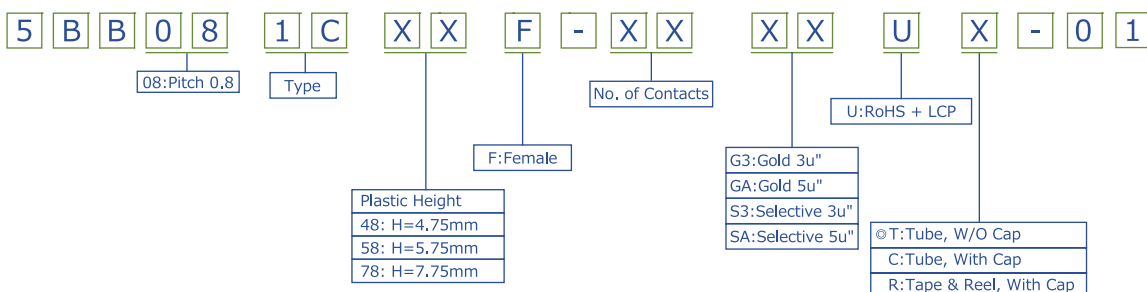 5 B B 0 8 1 C X X F - X X X X U X - 0 1
08:Pitch 0.8
Type
No. of Contacts
U:RoHS + LCP
F:Female
G3:Gold 3u"
GA:Gold 5u"
S3:Selective 3u"
SA:Selective 5u"
Plastic Height
48: H=4.75mm
58: H=5.75mm
78: H=7.75mm
◎T:Tube, W/O Cap
C:Tube, With Cap
R:Tape & Reel, With Cap